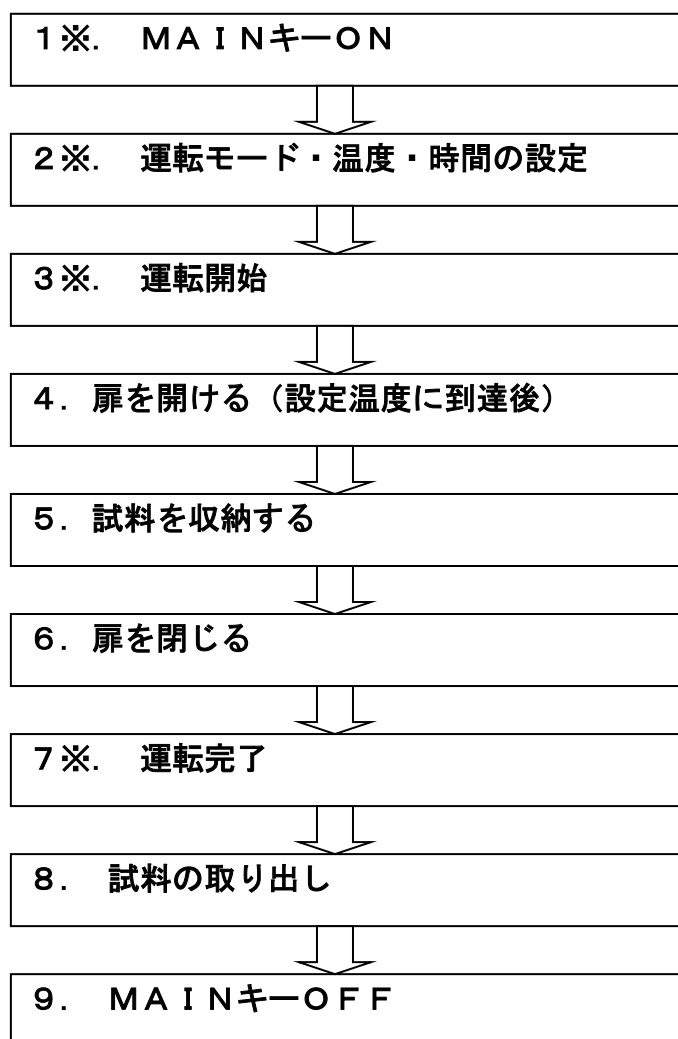 1※.　ＭＡＩＮキーＯＮ
2※.　運転モード・温度・時間の設定
3※.　運転開始
4．扉を開ける（設定温度に到達後）
5．試料を収納する
6．扉を閉じる
7※.　運転完了
8．　試料の取り出し
9．　ＭＡＩＮキーＯＦＦ